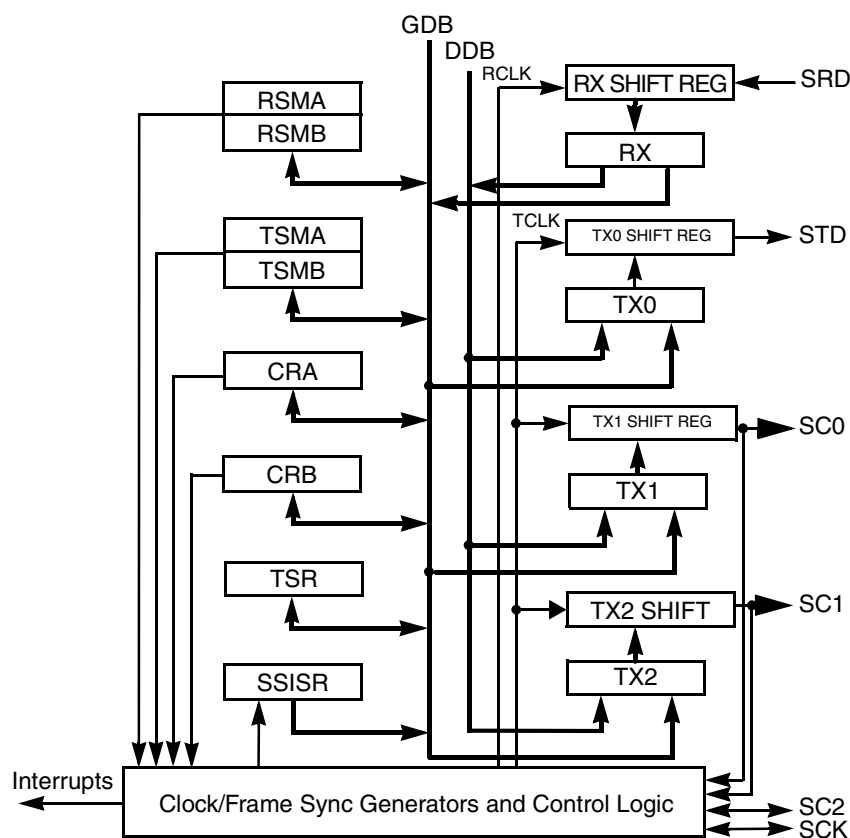 GDB
DDB
RCLK
RX SHIFT REG
SRD
RSMA
RSMB
RX
TSMA
TSMB
TCLK
TX0 SHIFT REG
STD
TX0
CRA
TX1 SHIFT REG
SC0
CRB
TX1
TSR
TX2 SHIFT
SC1
SSISR
TX2
Interrupts
Clock/Frame Sync Generators and Control Logic
SC2
SCK